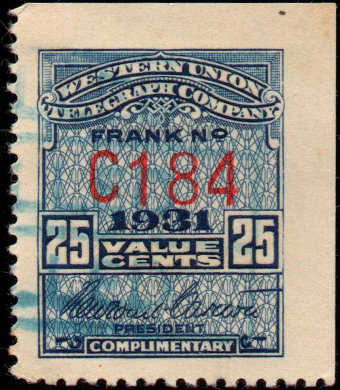 WESTERN UNION
TELEGRAPH COMPANY
FRANK No
C184
1931
25 VALUE CENTS 25
PRESIDENT
COMPLIMENTARY